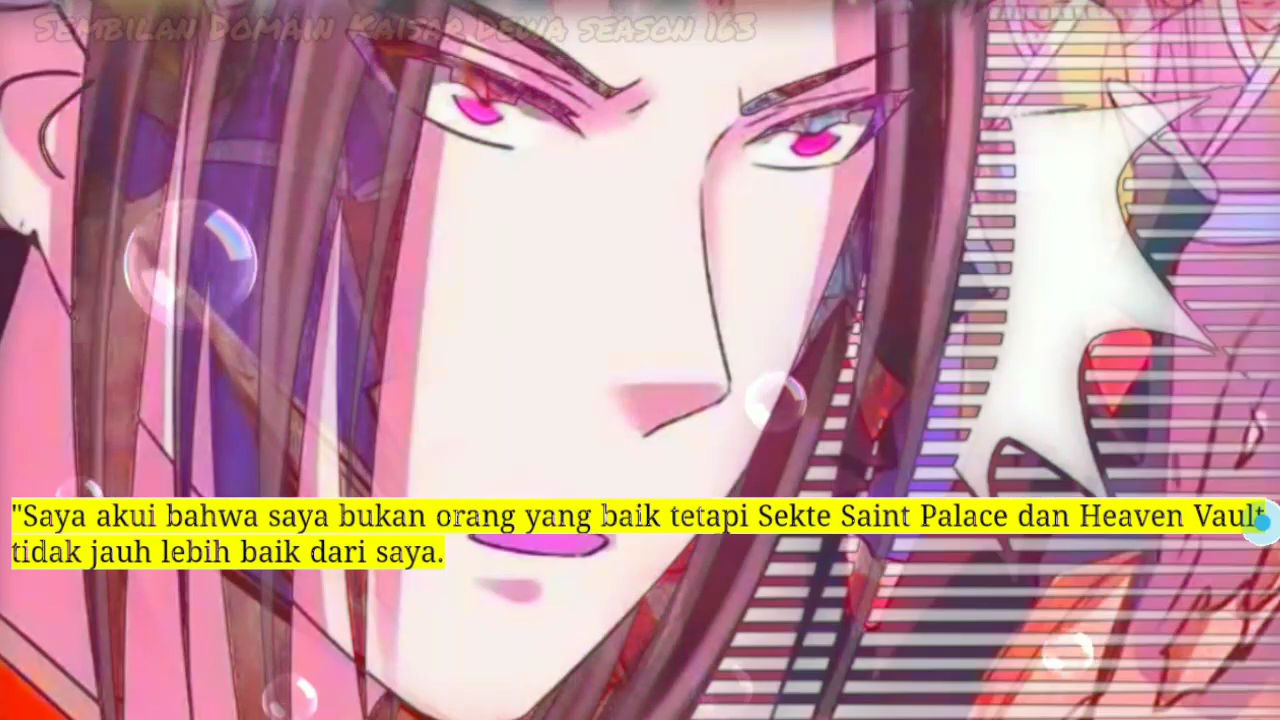 Sembilan Domain Kaisar dewa season 163
"Saya akui bahwa saya bukan orang yang baik tetapi Sekte Saint Palace dan Heaven Vault
tidak jauh lebih baik dari saya.